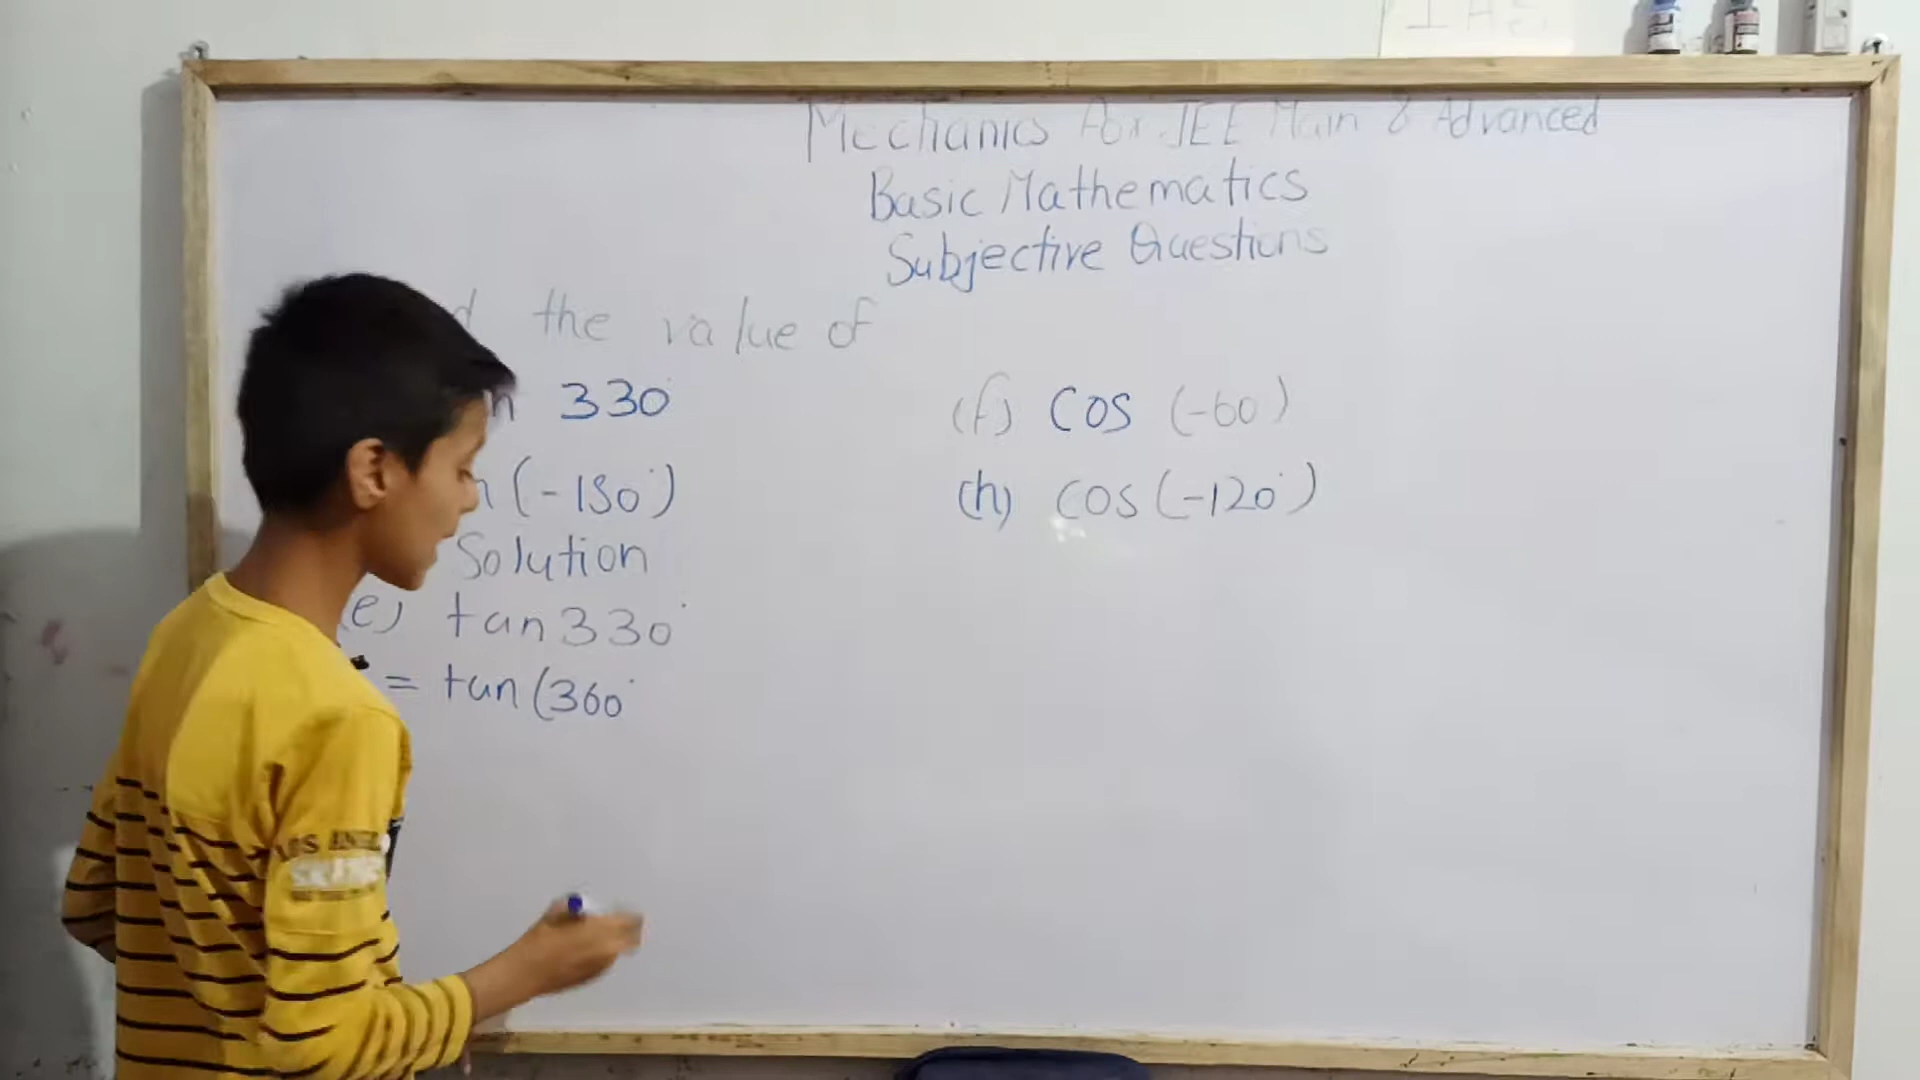 IAS
Mechanics For JEE Main & Advanced
Basic Mathematics
Subjective Questions
the value of
330°
(f) cos (-60°)
(-150°)
(h) cos (-120°)
Solution
(e) tan 330°
= tan (360°